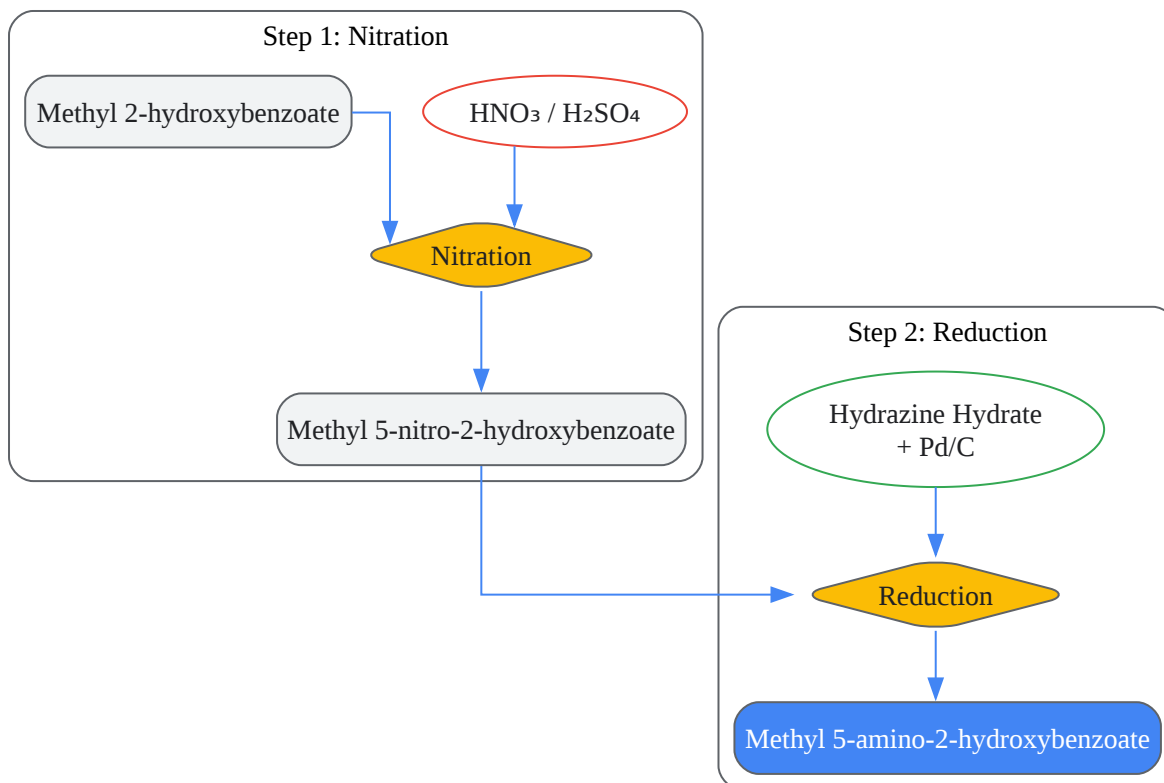 Step 1: Nitration
Methyl 2-hydroxybenzoate
HNO₃ / H₂SO₄
Nitration
Methyl 5-nitro-2-hydroxybenzoate
Step 2: Reduction
Hydrazine Hydrate
+ Pd/C
Reduction
Methyl 5-amino-2-hydroxybenzoate